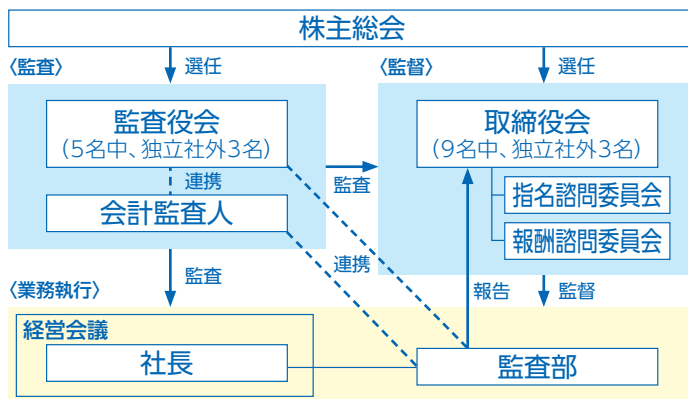 株主総会
〈監査〉
選任
〈監督〉
選任
監査役会
(5名中、独立社外3名)
連携
会計監査人
監査
取締役会
(9名中、独立社外3名)
指名諮問委員会
報酬諮問委員会
監査
連携
報告
監督
〈業務執行〉
経営会議
社長
監査部